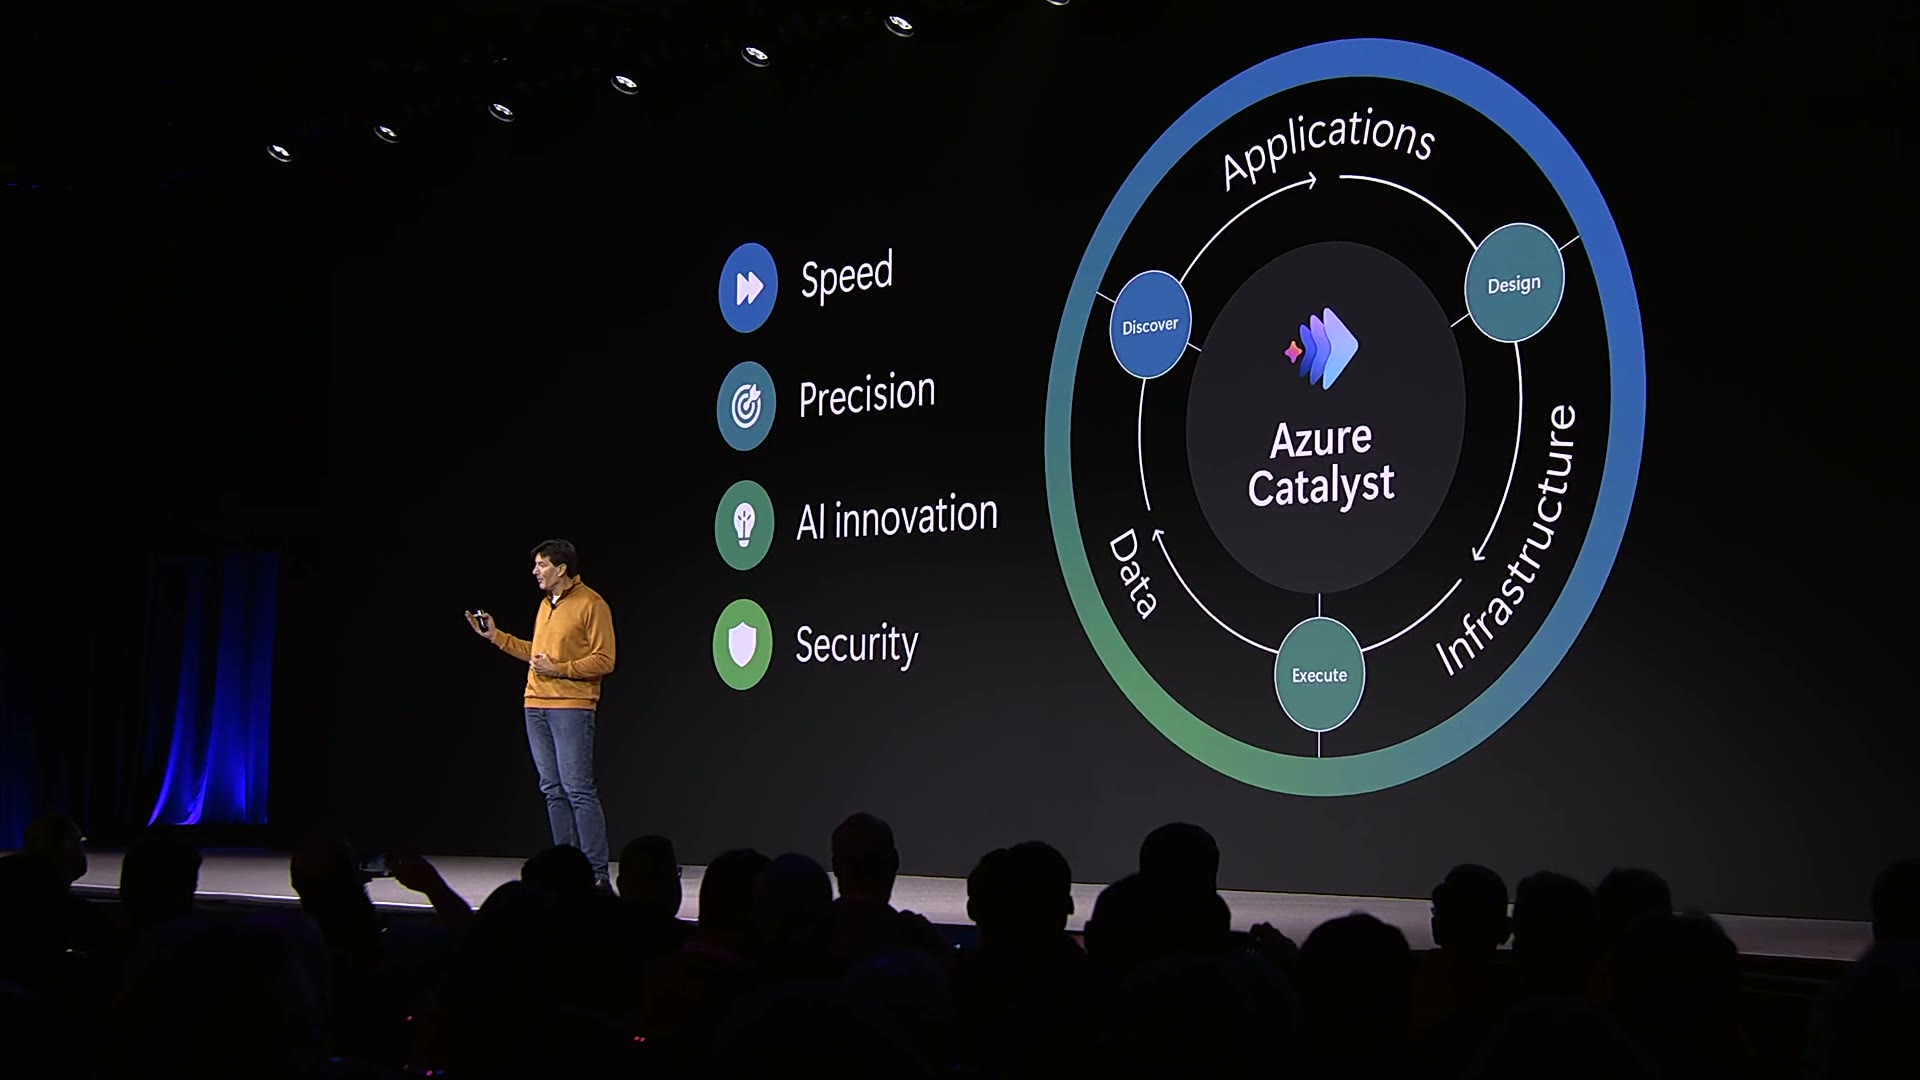 Speed
Precision
AI innovation
Security
Applications
Discover
Design
Azure
Catalyst
Infrastructure
Data
Execute